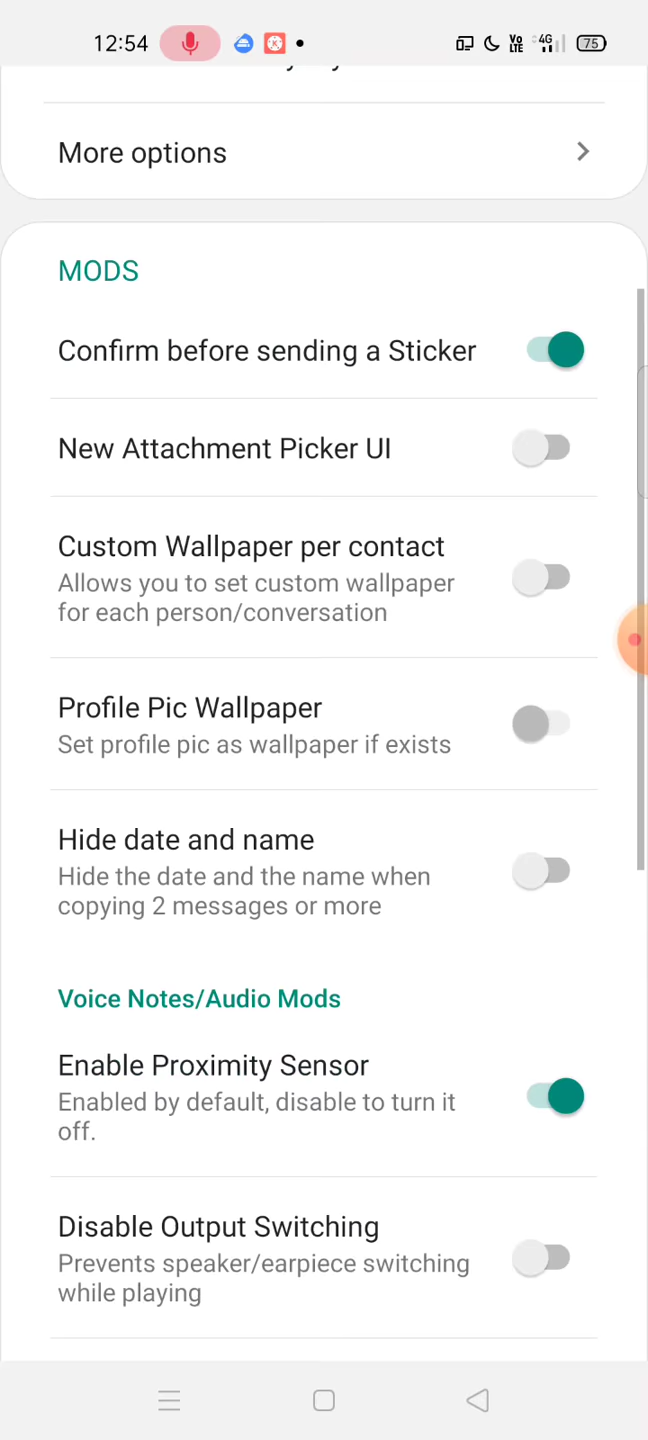 12:54
Vo
LTE
4G
75
More options
MODS
Confirm before sending a Sticker
New Attachment Picker UI
Custom Wallpaper per contact
Allows you to set custom wallpaper
for each person/conversation
Profile Pic Wallpaper
Set profile pic as wallpaper if exists
Hide date and name
Hide the date and the name when
copying 2 messages or more
Voice Notes/Audio Mods
Enable Proximity Sensor
Enabled by default, disable to turn it
off.
Disable Output Switching
Prevents speaker/earpiece switching
while playing